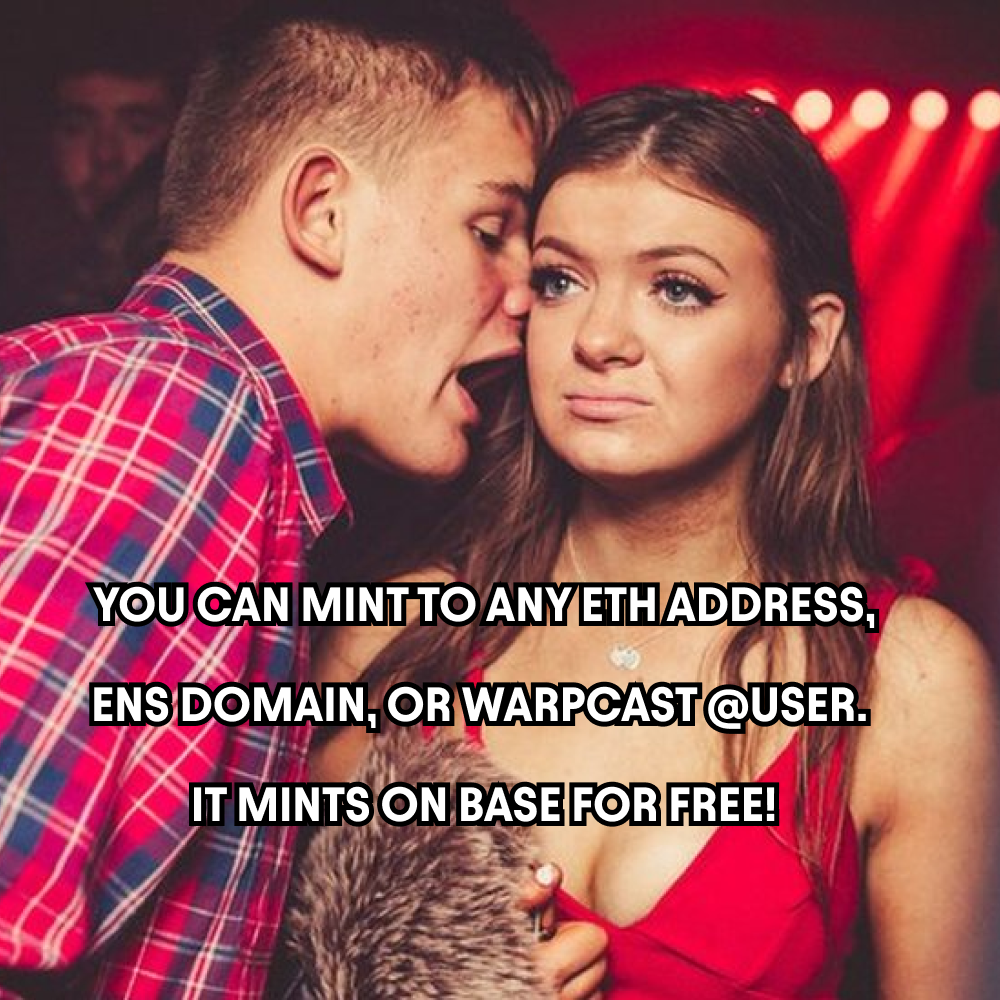 YOU CAN MINT TO ANY ETH ADDRESS,
ENS DOMAIN, OR WARPCAST @USER.
IT MINTS ON BASE FOR FREE!